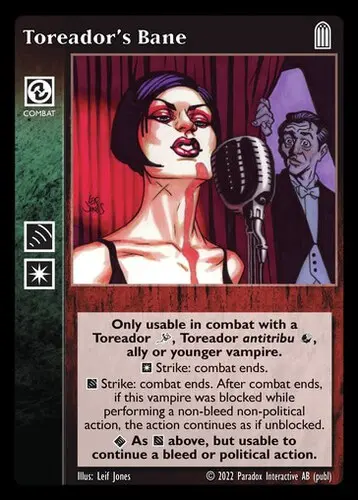 Toreador's Bane
COMBAT
Only usable in combat with a
Toreador , Toreador antitribu ,
ally or younger vampire.
Strike: combat ends.
Strike: combat ends. After combat ends,
if this vampire was blocked while
performing a non-bleed non-political
action, the action continues as if unblocked.
As above, but usable to
continue a bleed or political action.
Illus: Leif Jones © 2022 Paradox Interactive AB (publ)